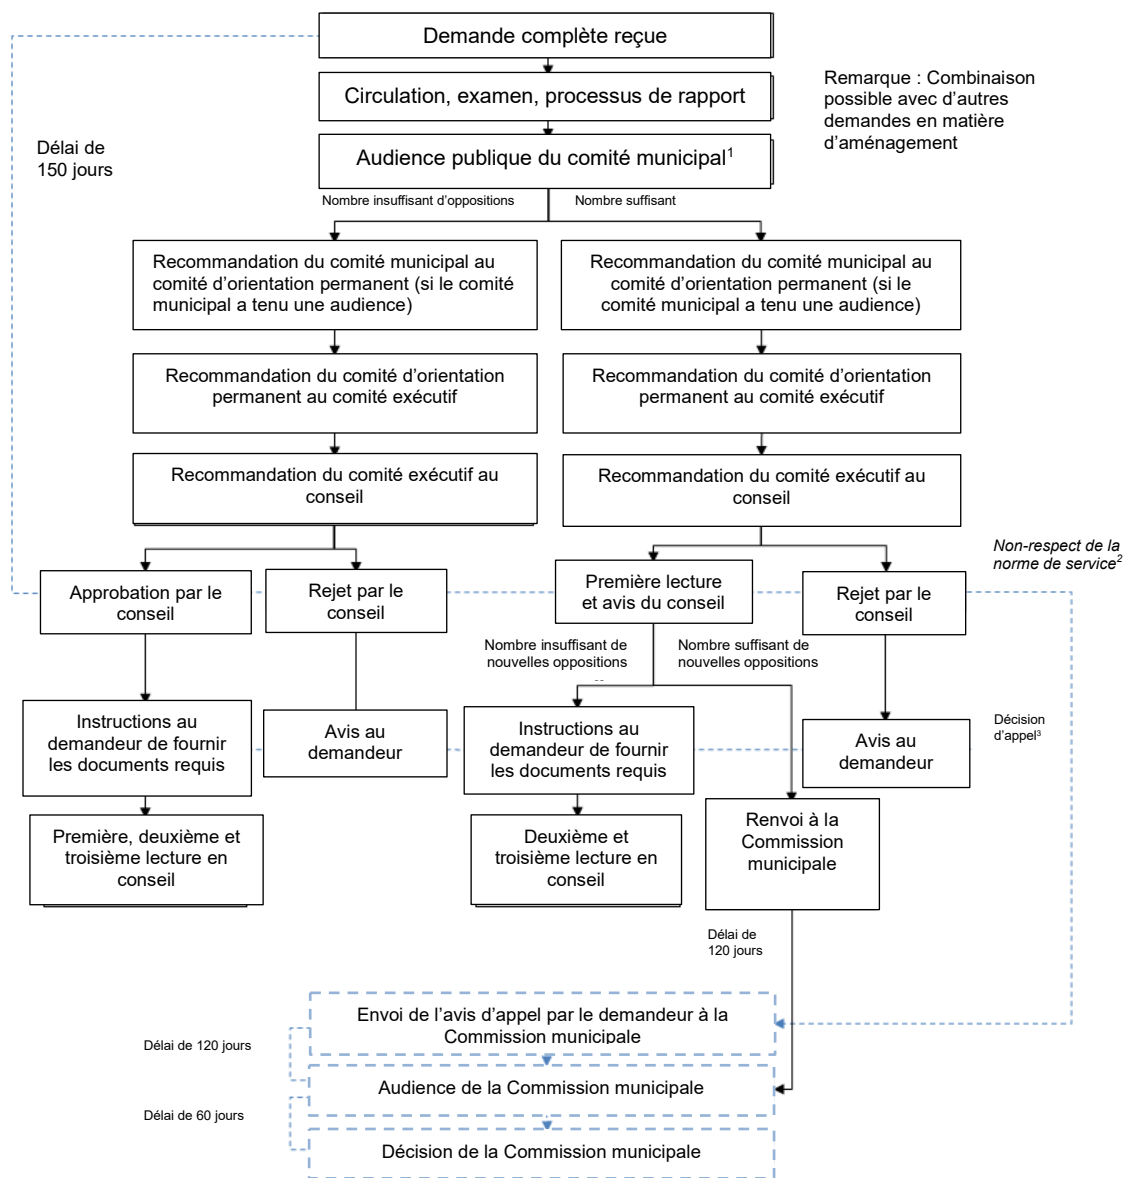 Demande complète reçue
Circulation, examen, processus de rapport
Remarque : Combinaison
possible avec d'autres
demandes en matière
d'aménagement
Délai de
150 jours
Audience publique du comité municipal¹
Nombre insuffisant d'oppositions
Nombre suffisant
Recommandation du comité municipal au
comité d'orientation permanent (si le comité
municipal a tenu une audience)
Recommandation du comité municipal au
comité d'orientation permanent (si le
comité municipal a tenu une audience)
Recommandation du comité d'orientation
permanent au comité exécutif
Recommandation du comité d'orientation
permanent au comité exécutif
Recommandation du comité exécutif au
conseil
Recommandation du comité exécutif au
conseil
Non-respect de la
norme de service²
Approbation par le
conseil
Rejet par le
conseil
Première lecture
et avis du conseil
Rejet par le
conseil
Nombre insuffisant de
nouvelles oppositions
--
Nombre suffisant de
nouvelles oppositions
Instructions au
demandeur de fournir
les documents requis
Avis au
demandeur
Instructions au
demandeur de fournir
les documents requis
Avis au
demandeur
Décision
d'appel³
Première, deuxième et
troisième lecture en
conseil
Deuxième et
troisième lecture en
conseil
Renvoi à la
Commission
municipale
Délai de
120 jours
Envoi de l'avis d'appel par le demandeur à la
Commission municipale
Délai de 120 jours
Audience de la Commission municipale
Délai de 60 jours
Décision de la Commission municipale